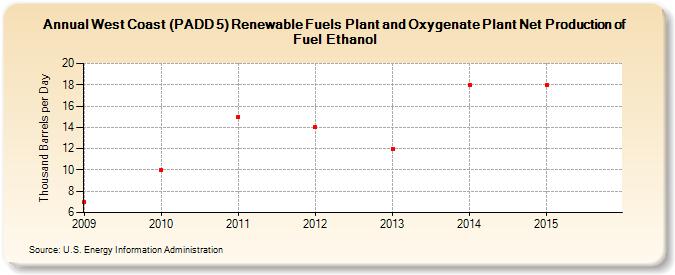 Annual West Coast (PADD 5) Renewable Fuels Plant and Oxygenate Plant Net Production of
Fuel Ethanol
Thousand Barrels per Day
20
18
16
14
12
10
8
6
2009 2010 2011 2012 2013 2014 2015
Source: U.S. Energy Information Administration